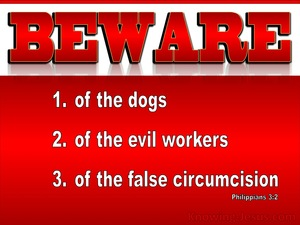 BEWARE
1. of the dogs
2. of the evil workers
3. of the false circumcision
Philippians 3:2